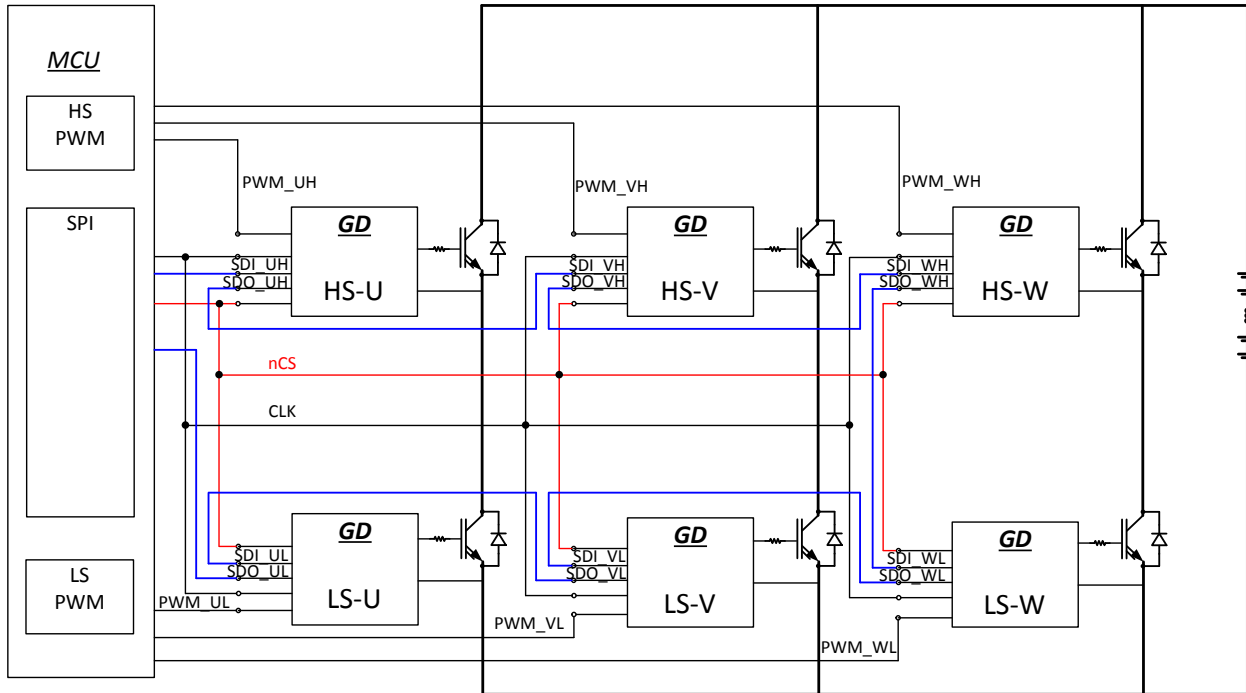 MCU
HS
PWM
SPI
LS
PWM
PWM_UH
PWM_VH
PWM_WH
GD
HS-U
GD
HS-V
GD
HS-W
SDI_UH
SDO_UH
SDI_VH
SDO_VH
SDI_WH
SDO_WH
nCS
CLK
GD
LS-U
GD
LS-V
GD
LS-W
SDI_UL
SDO_UL
SDI_VL
SDO_VL
SDI_WL
SDO_WL
PWM_UL
PWM_VL
PWM_WL